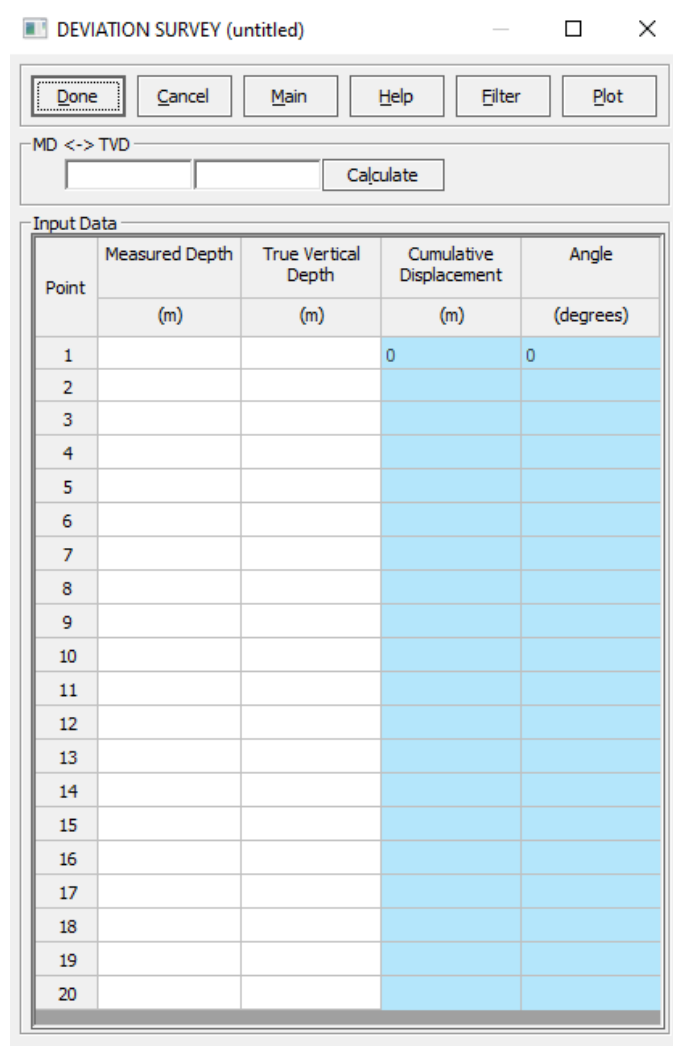 DEVIATION SURVEY (untitled)
Done Cancel Main Help Filter Plot
MD <-> TVD
Calculate
Input Data
Point Measured Depth True Vertical Depth Cumulative Displacement Angle
(m) (m) (m) (degrees)
1 0 0
2
3
4
5
6
7
8
9
10
11
12
13
14
15
16
17
18
19
20